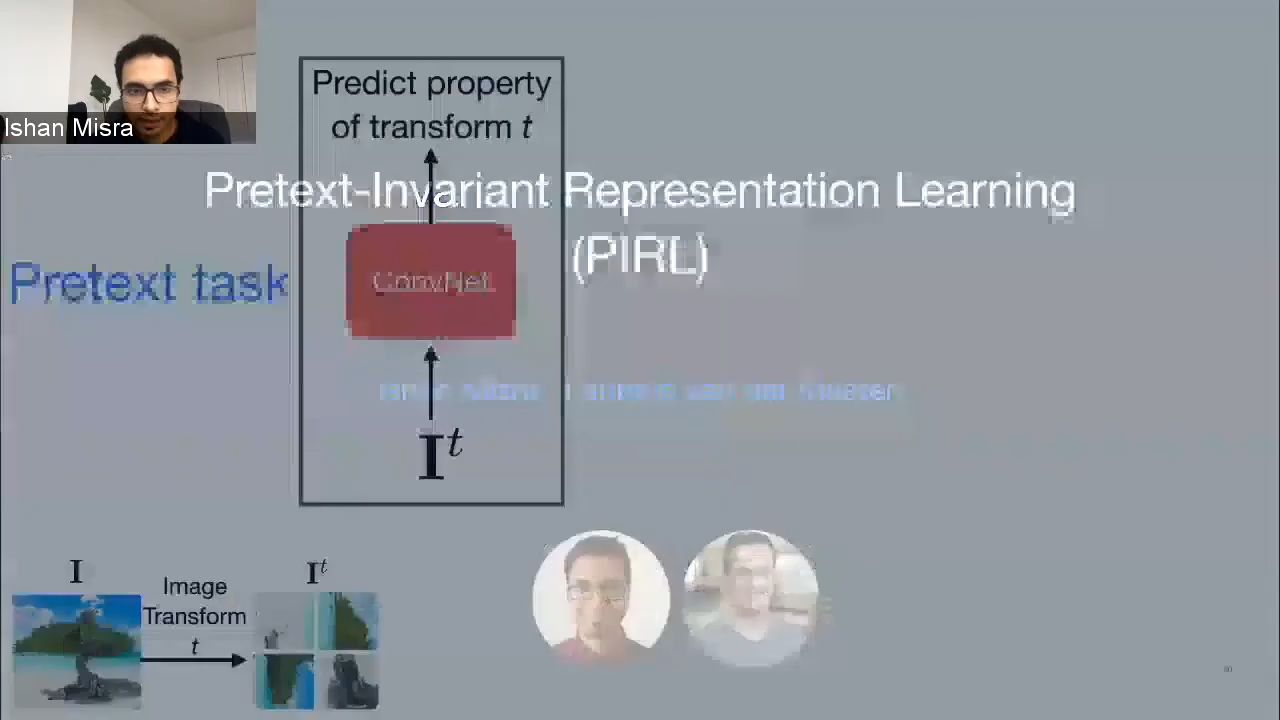 Ishan Misra
Predict property
of transform t
Pretext-Invariant Representation Learning
(PIRL)
Pretext task
ConvNet
I^t
I
Image
Transform
t
I^t